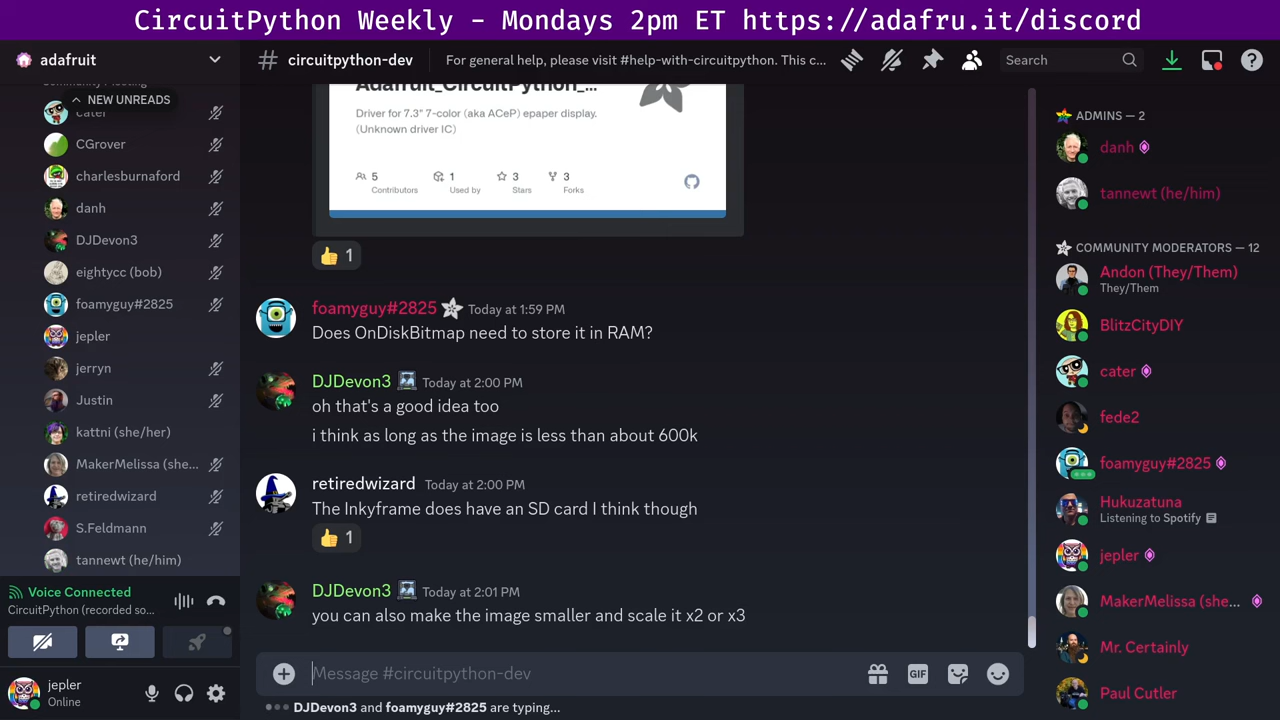 CircuitPython Weekly - Mondays 2pm ET https://adafru.it/discord
adafruit
NEW UNREADS
cater
CGrover
charlesburnaford
danh
DJDevon3
eightycc (bob)
foamyguy#2825
jepler
jerryn
Justin
kattni (she/her)
MakerMelissa (she...
retiredwizard
S.Feldmann
tannewt (he/him)
Voice Connected
CircuitPython (recorded so...
jepler
Online
circuitpython-dev
For general help, please visit #help-with-circuitpython. This c...
Search
Adafruit_CircuitPython_...
Driver for 7.3" 7-color (aka ACeP) epaper display.
(Unknown driver IC)
5
Contributors
1
Used by
3
Stars
3
Forks
1
foamyguy#2825 Today at 1:59 PM
Does OnDiskBitmap need to store it in RAM?
DJDevon3 Today at 2:00 PM
oh that's a good idea too
i think as long as the image is less than about 600k
retiredwizard Today at 2:00 PM
The Inkyframe does have an SD card I think though
1
DJDevon3 Today at 2:01 PM
you can also make the image smaller and scale it x2 or x3
Message #circuitpython-dev
GIF
DJDevon3 and foamyguy#2825 are typing...
ADMINS — 2
danh
tannewt (he/him)
COMMUNITY MODERATORS — 12
Andon (They/Them)
They/Them
BlitzCityDIY
cater
fede2
foamyguy#2825
Hukuzatuna
Listening to Spotify
jepler
MakerMelissa (she...
Mr. Certainly
Paul Cutler